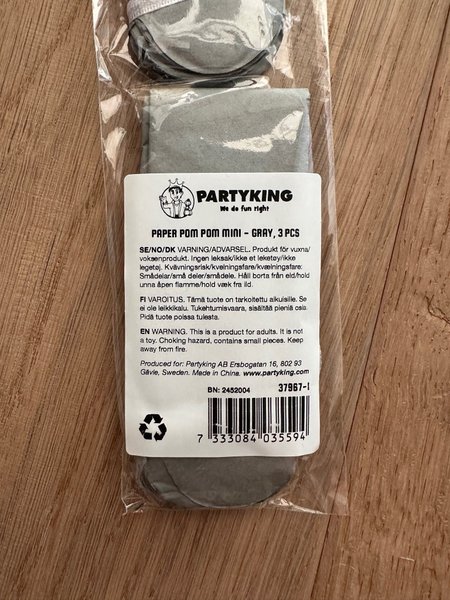 PARTYKING
We do fun right
PAPER POM POM MINI - GRAY, 3 PCS
SE/NO/DK VARNING/ADVARSEL. Produkt för vuxna/
voksenprodukt. Ingen leksak/ikke et leketøy/ikke
legetøj. Kvävningsrisk/kvelningsfare/kvælningsfare:
Smådelar/små deler/smådele. Håll borta från eld/hold
unna åpen flamme/hold væk fra ild.
FI VAROITUS. Tämä tuote on tarkoitettu aikuisille. Se
ei ole leikkikalu. Tukehtumisvaara, sisältää pieniä osia.
Pidä tuote poissa tulesta.
EN WARNING. This is a product for adults. It is not
a toy. Choking hazard, contains small pieces. Keep
away from fire.
Produced for: Partyking AB Ersbogatan 16, 802 93
Gävle, Sweden. Made in China. www.partyking.com
BN: 2452004
37967-1
7 333084 035594